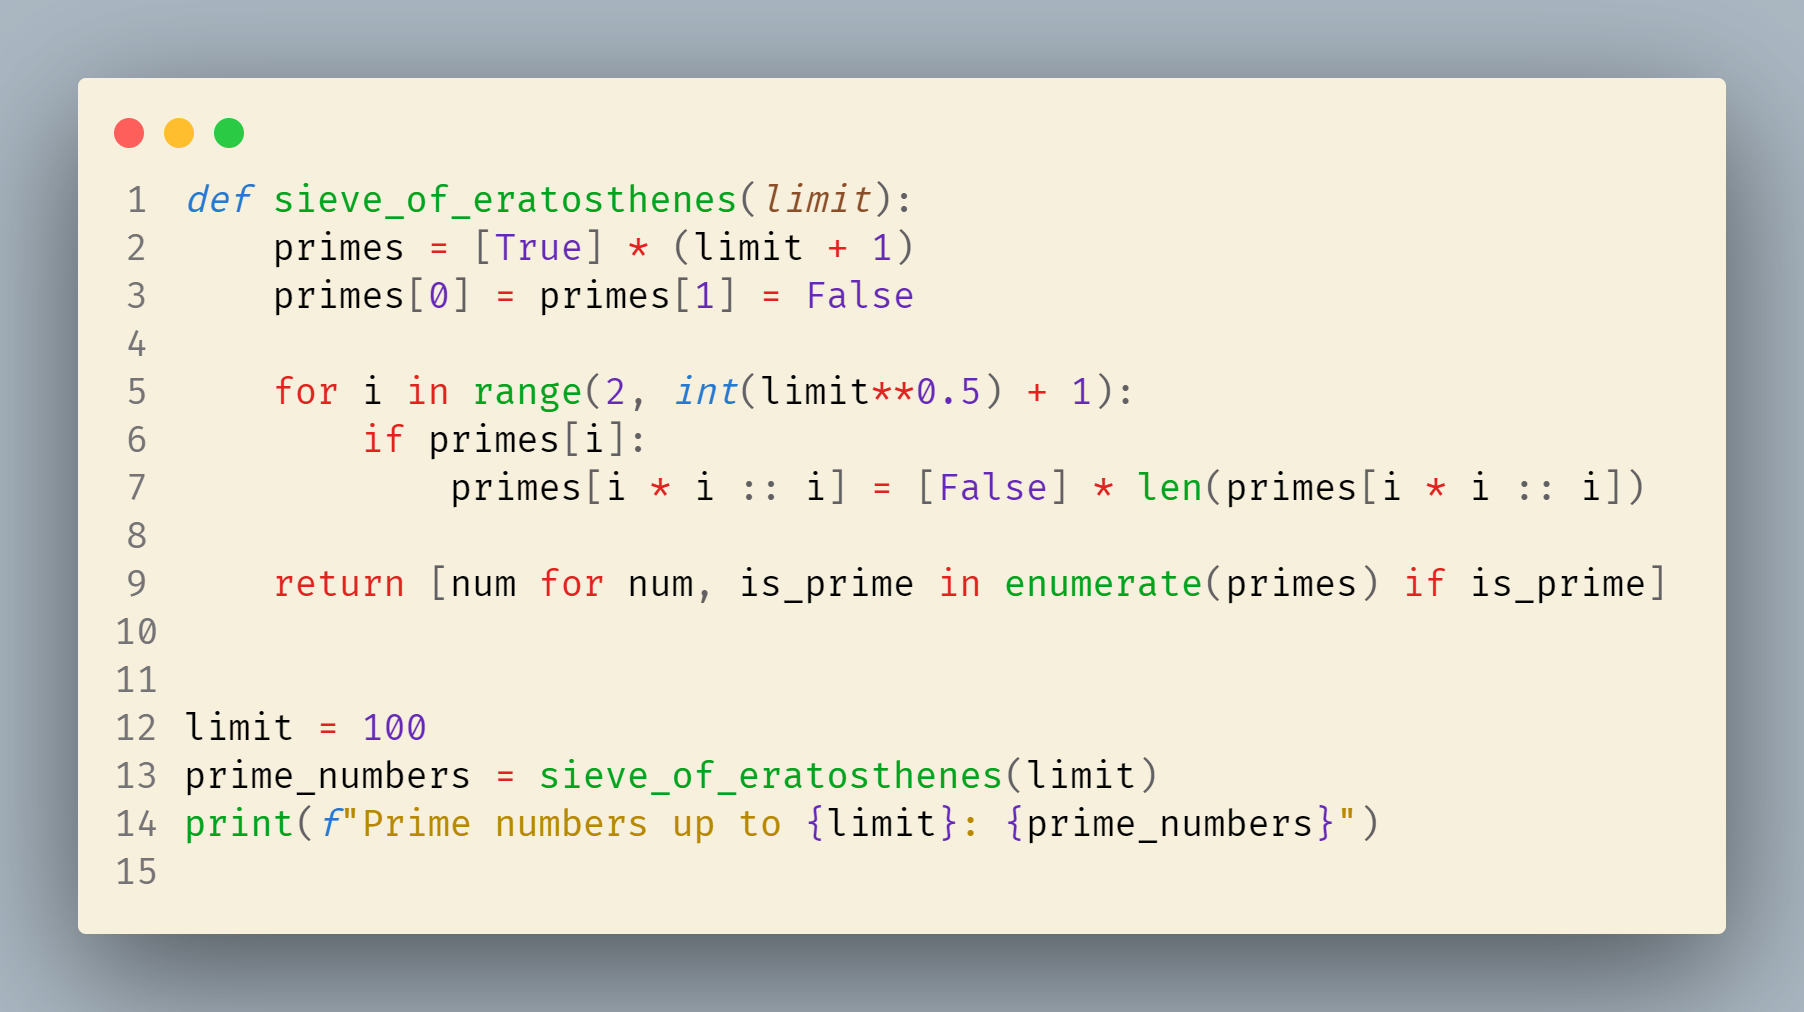 1 def sieve_of_eratosthenes(limit):
2     primes = [True] * (limit + 1)
3     primes[0] = primes[1] = False
4
5     for i in range(2, int(limit**0.5) + 1):
6         if primes[i]:
7             primes[i * i :: i] = [False] * len(primes[i * i :: i])
8
9     return [num for num, is_prime in enumerate(primes) if is_prime]
10
11
12 limit = 100
13 prime_numbers = sieve_of_eratosthenes(limit)
14 print(f"Prime numbers up to {limit}: {prime_numbers}")
15